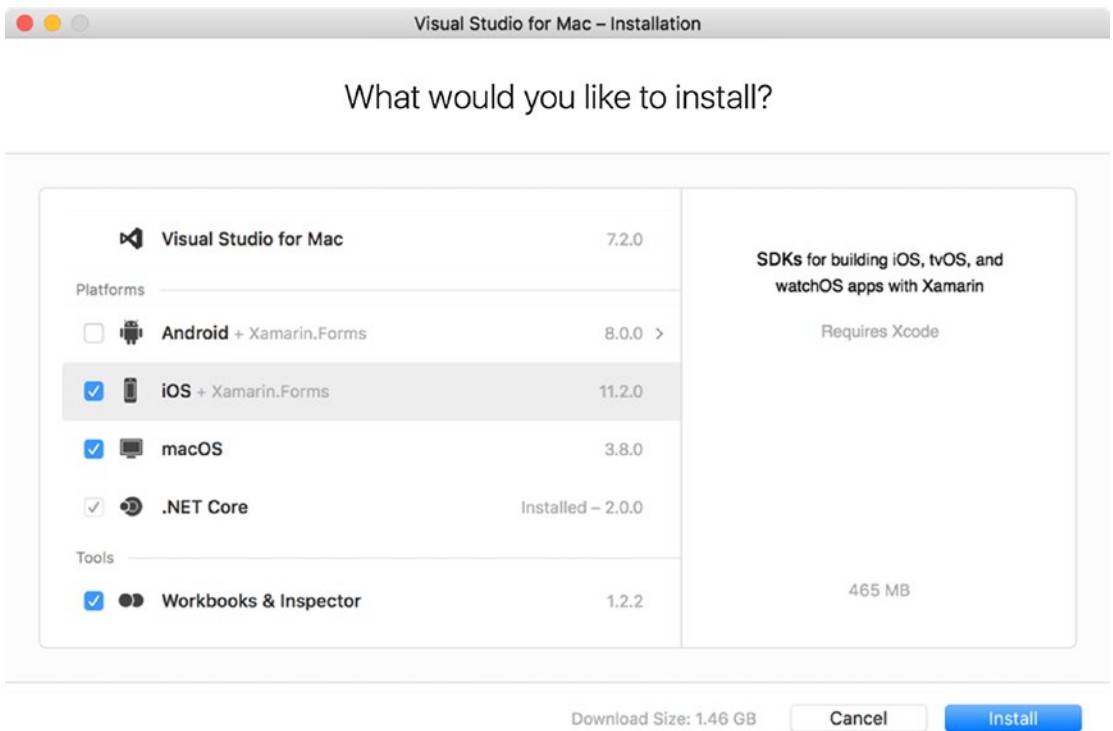 Visual Studio for Mac – Installation
What would you like to install?
Visual Studio for Mac 7.2.0
Platforms
Android + Xamarin.Forms 8.0.0 >
iOS + Xamarin.Forms 11.2.0
macOS 3.8.0
.NET Core Installed – 2.0.0
Tools
Workbooks & Inspector 1.2.2
SDKs for building iOS, tvOS, and
watchOS apps with Xamarin
Requires Xcode
465 MB
Download Size: 1.46 GB
Cancel
Install